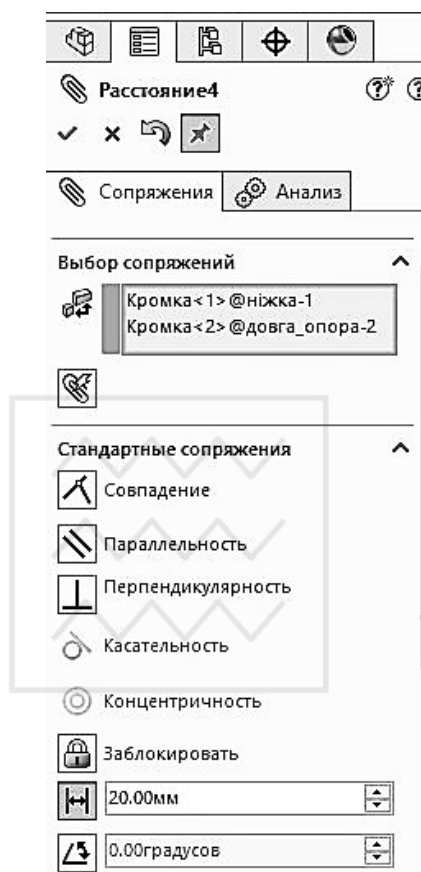 Расстояние4
Сопряжения Анализ
Выбор сопряжений
Кромка<1>@ніжка-1
Кромка<2>@довга_опора-2
Стандартные сопряжения
Совпадение
Параллельность
Перпендикулярность
Касательность
Концентричность
Заблокировать
20.00мм
0.00градусов